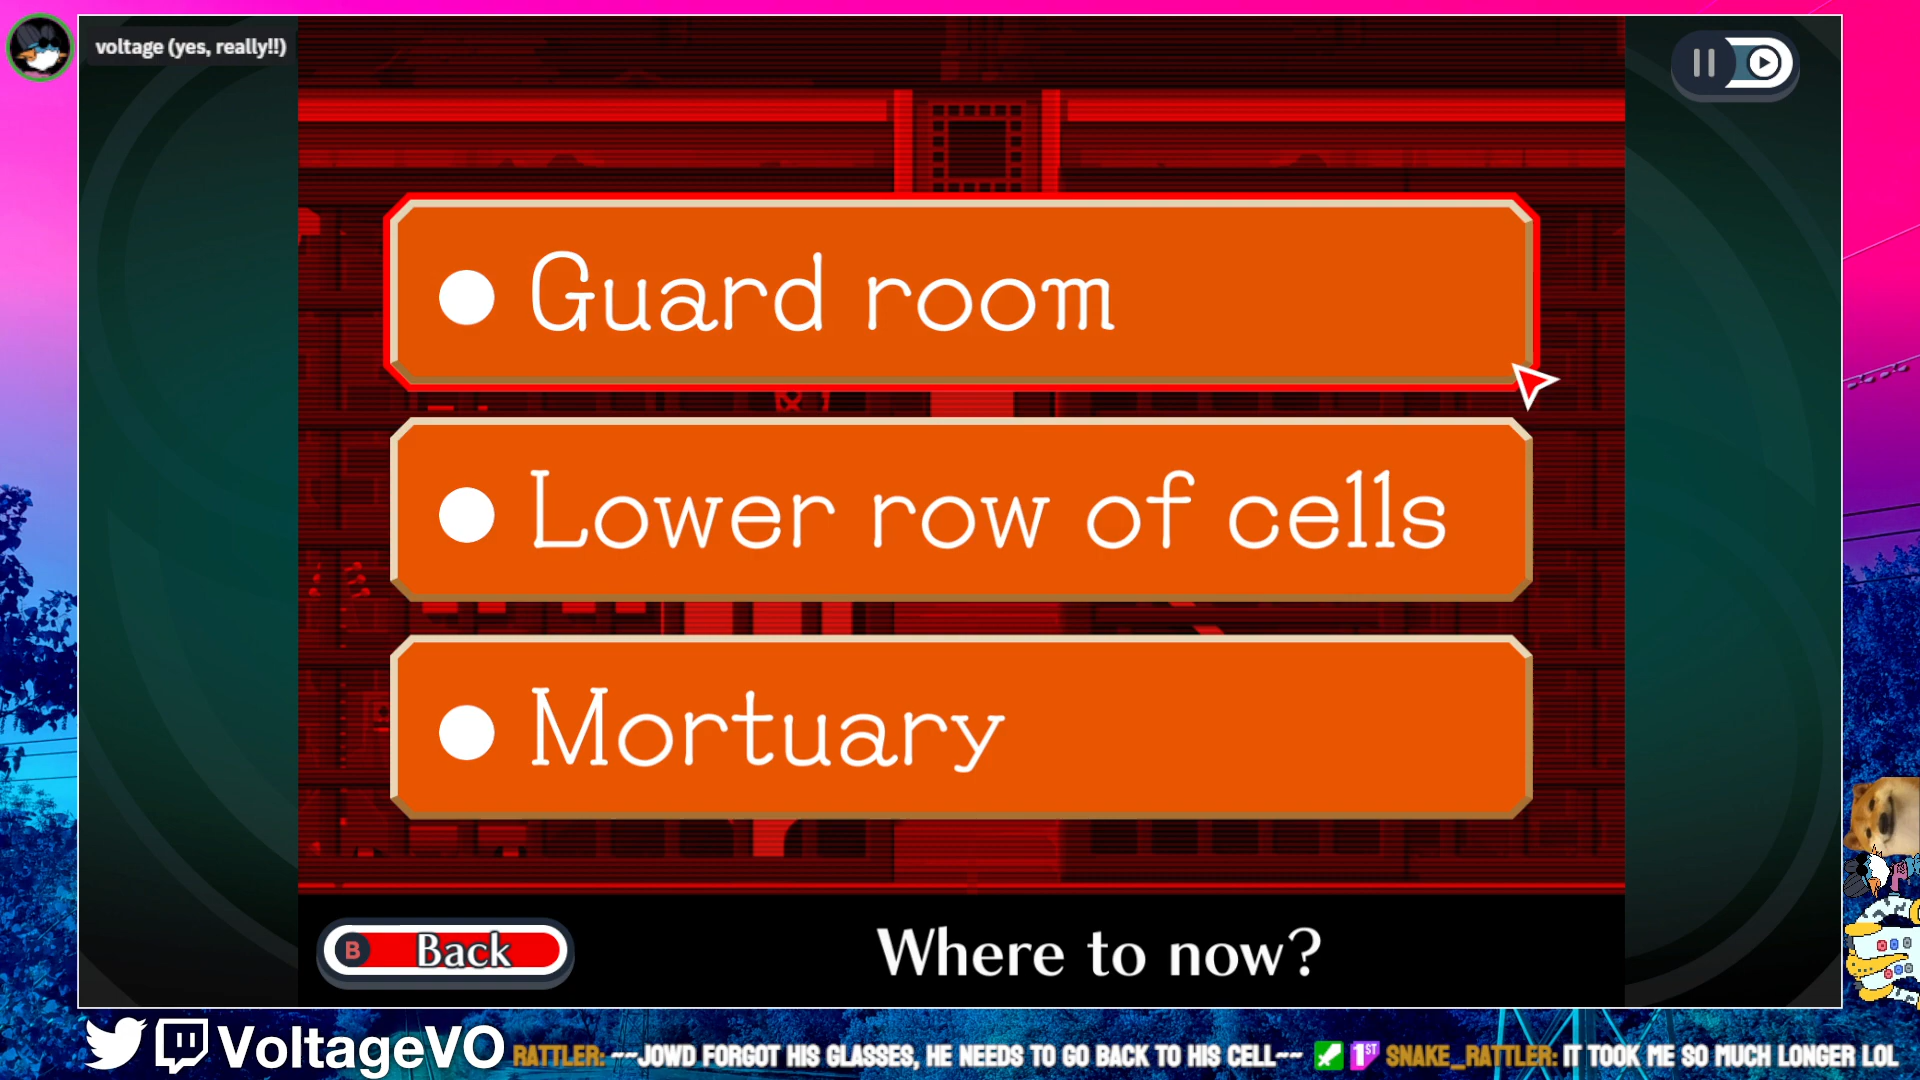 voltage (yes, really!!)
Guard room
Lower row of cells
Mortuary
B Back
Where to now?
VoltageVO
RATTLER: ~~JOWD FORGOT HIS GLASSES, HE NEEDS TO GO BACK TO HIS CELL~~ 1ST SNAKE_RATTLER: IT TOOK ME SO MUCH LONGER LOL